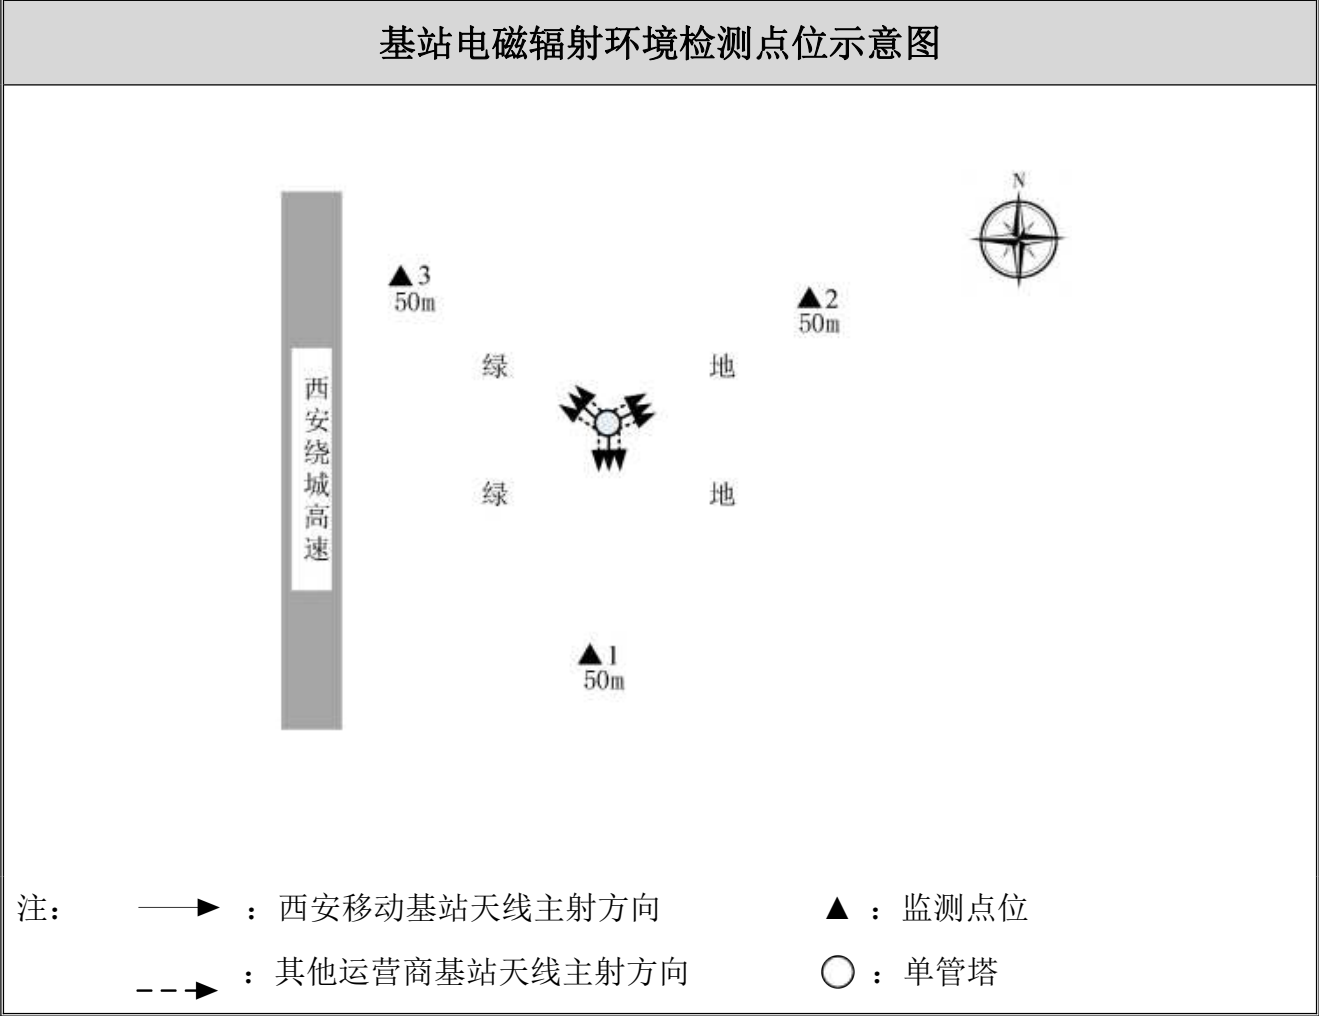 基站电磁辐射环境检测点位示意图
N
▲3
50m
▲2
50m
绿 地
西安绕城高速
绿 地
▲1
50m
注： ：西安移动基站天线主射方向 ▲：监测点位
：其他运营商基站天线主射方向 ：单管塔